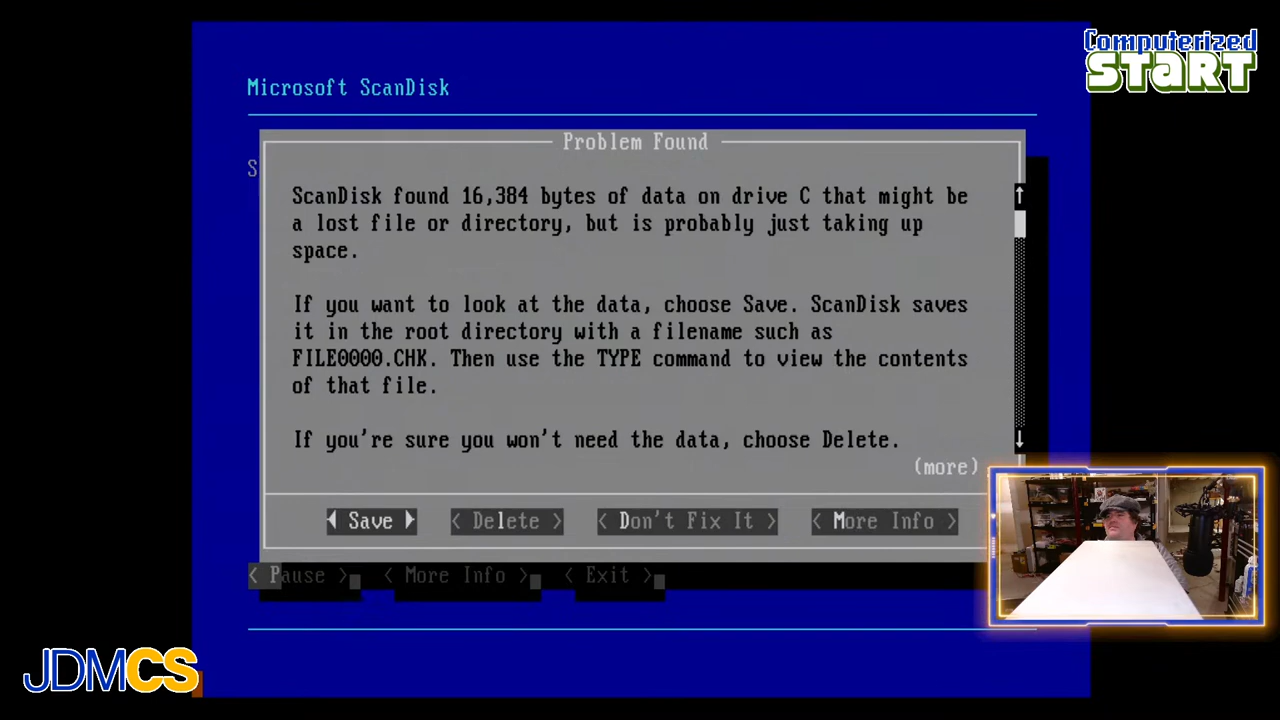 Computerized
START
Microsoft ScanDisk
Problem Found
S
ScanDisk found 16,384 bytes of data on drive C that might be
a lost file or directory, but is probably just taking up
space.
If you want to look at the data, choose Save. ScanDisk saves
it in the root directory with a filename such as
FILE0000.CHK. Then use the TYPE command to view the contents
of that file.
If you're sure you won't need the data, choose Delete.
(more)
Save
< Delete >
< Don't Fix It >
< More Info >
< Pause >
< More Info >
< Exit >
JDMCS